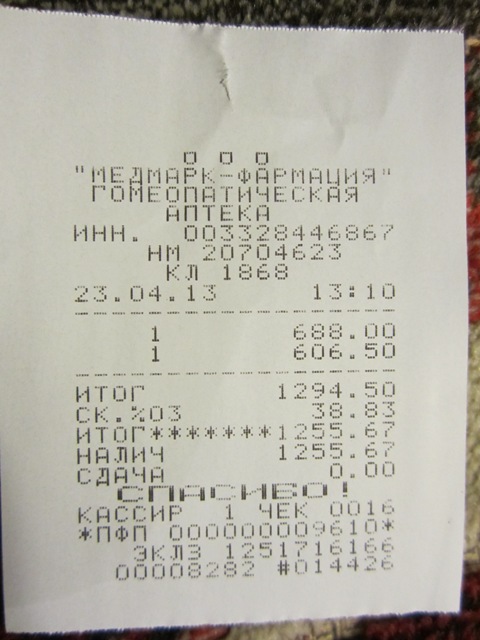 ООО
"МЕДМАРК-ФАРМАЦИЯ"
ГОМЕОПАТИЧЕСКАЯ
АПТЕКА
ИНН. 003328446867
НМ 20704623
КЛ 1868
23.04.13 13:10
1 688.00
1 606.50
ИТОГ 1294.50
СК.%03 38.83
ИТОГ*******1255.67
НАЛИЧ 1255.67
СДАЧА 0.00
СПАСИБО!
КАССИР 1 ЧЕК 0016
*ПФП 000000009610*
ЭКЛЗ 1251716166
00008282 #014426